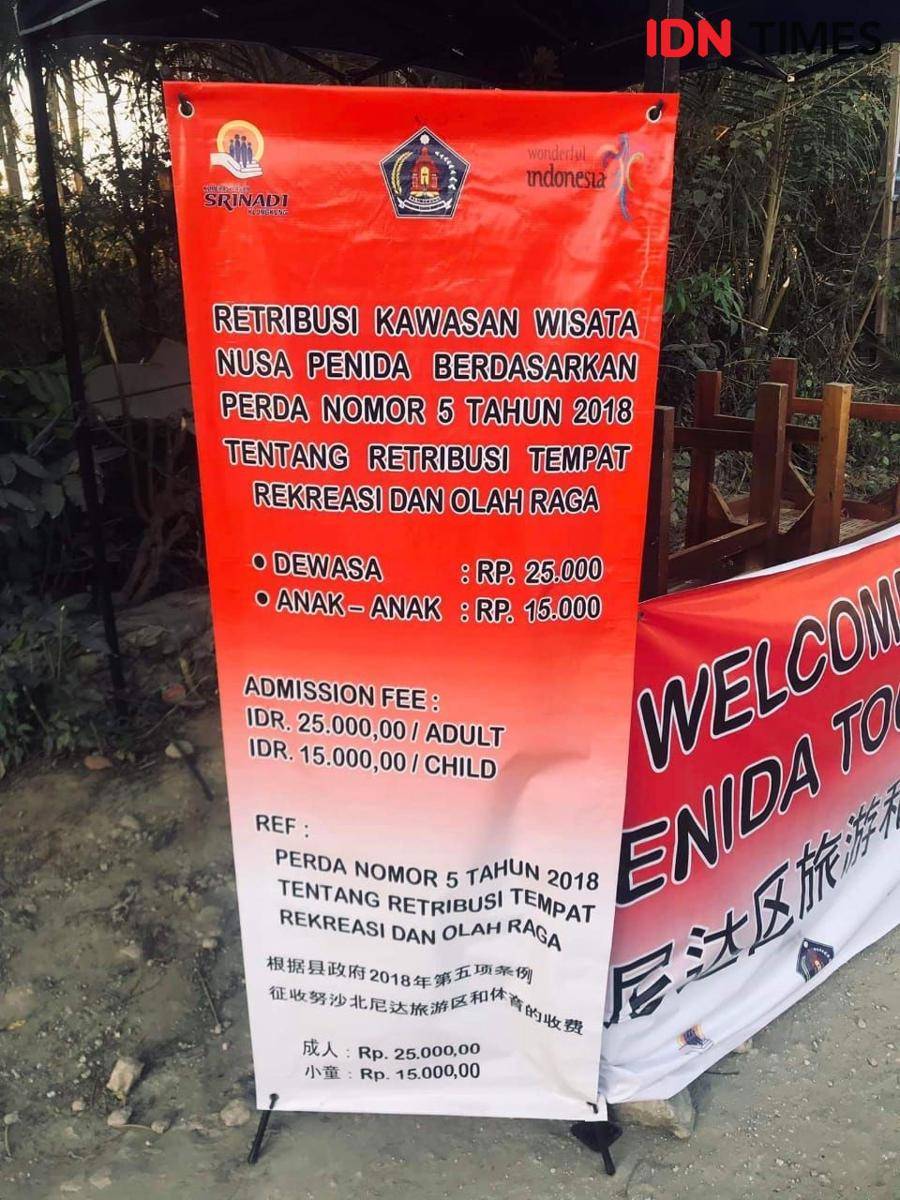 IDN TIMES
SRINADI
KLUNGKUNG
wonderful
indonesia
RETRIBUSI KAWASAN WISATA
NUSA PENIDA BERDASARKAN
PERDA NOMOR 5 TAHUN 2018
TENTANG RETRIBUSI TEMPAT
REKREASI DAN OLAH RAGA
• DEWASA : RP. 25.000
• ANAK – ANAK : RP. 15.000
ADMISSION FEE :
IDR. 25.000,00 / ADULT
IDR. 15.000,00 / CHILD
REF :
PERDA NOMOR 5 TAHUN 2018
TENTANG RETRIBUSI TEMPAT
REKREASI DAN OLAH RAGA
根据县政府2018年第五项条例
征收努沙北尼达旅游区和体育的收费
成人 : Rp. 25.000,00
小童 : Rp. 15.000,00
WELCOM
ENIDA TO
尼达区旅游和